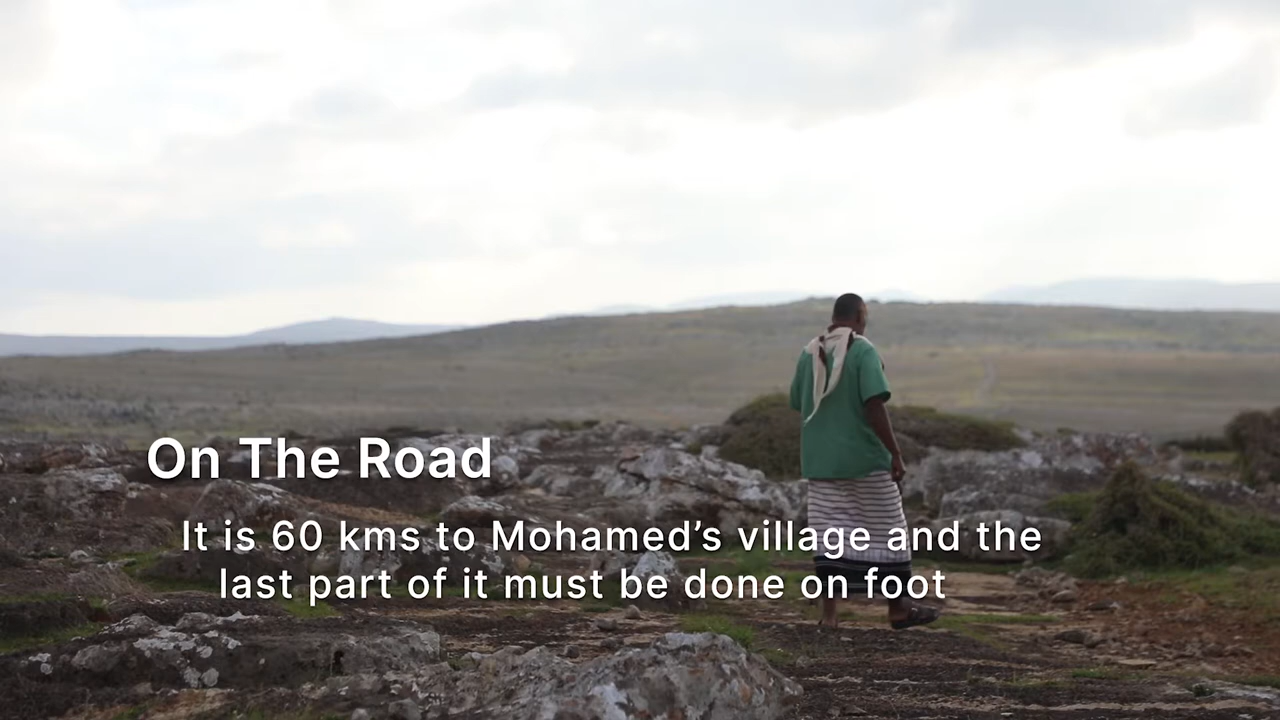 On The Road
It is 60 kms to Mohamed’s village and the
last part of it must be done on foot